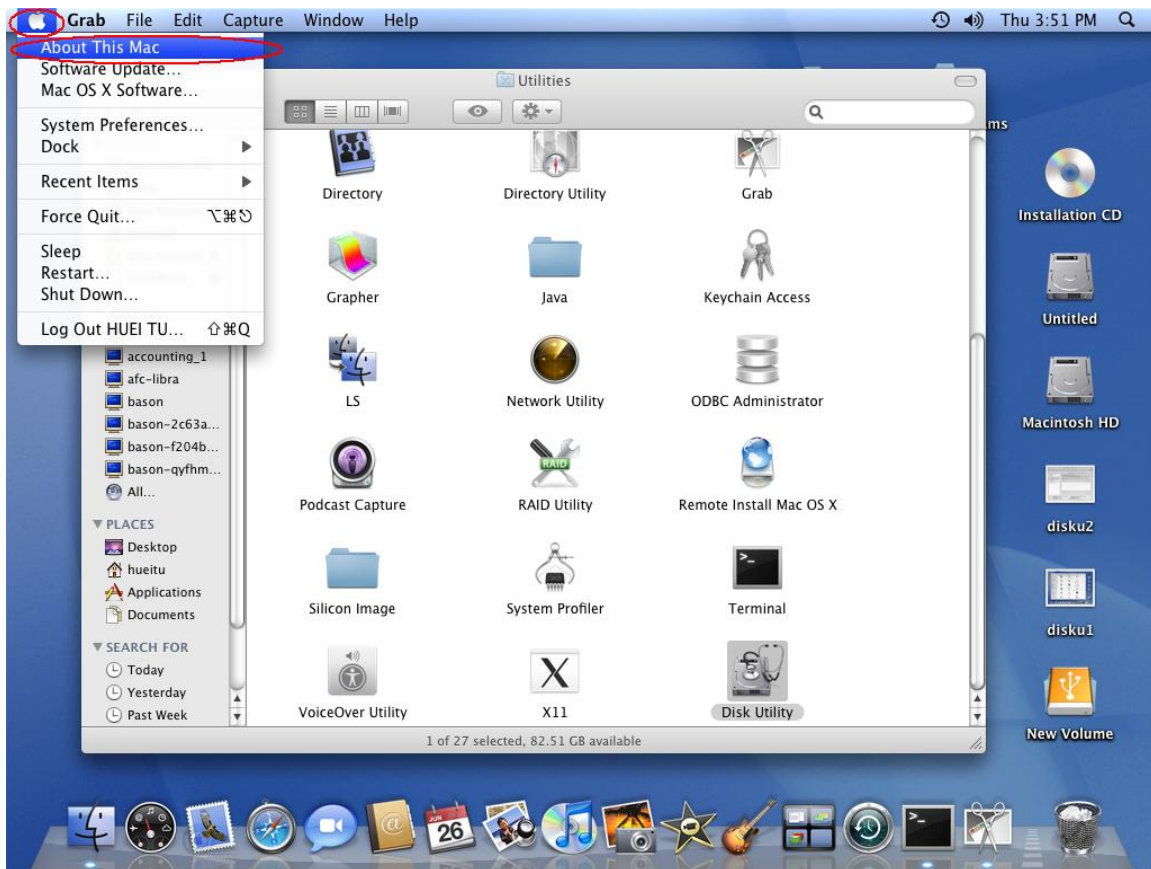 Grab File Edit Capture Window Help Thu 3:51 PM
About This Mac
Software Update...
Mac OS X Software...
System Preferences...
Dock
Recent Items
Force Quit... ⌥⌘⎋
Sleep
Restart...
Shut Down...
Log Out HUEI TU... ⇧⌘Q
Utilities
Directory Directory Utility Grab
Grapher Java Keychain Access
LS Network Utility ODBC Administrator
Podcast Capture RAID Utility Remote Install Mac OS X
Silicon Image System Profiler Terminal
VoiceOver Utility X11 Disk Utility
RAID
X
accounting_1
afc-libra
bason
bason-2c63a...
bason-f204b...
bason-qyfhm...
All...
PLACES
Desktop
hueitu
Applications
Documents
SEARCH FOR
Today
Yesterday
Past Week
1 of 27 selected, 82.51 GB available
ms
Installation CD
Untitled
Macintosh HD
disku2
disku1
New Volume
JUN
26